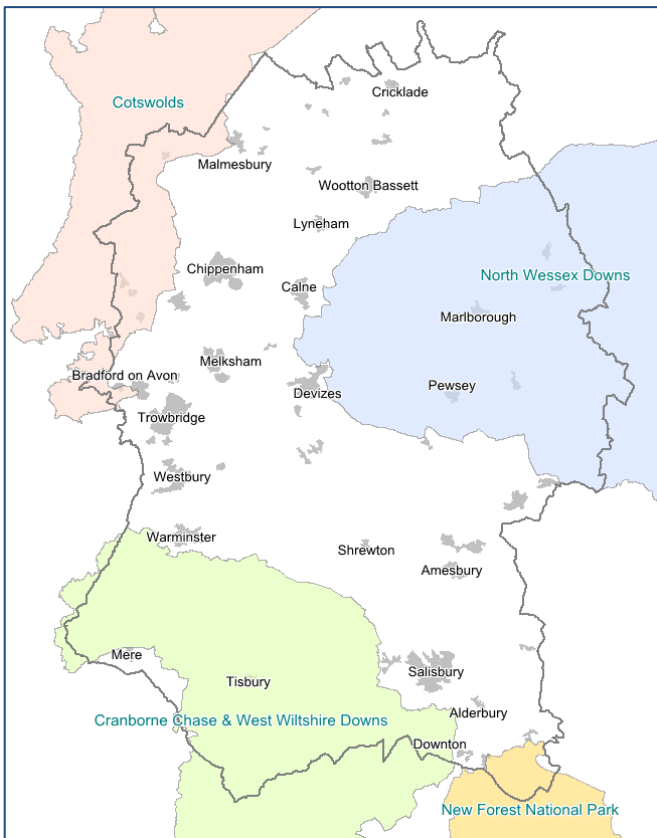 Cricklade
Cotswolds
Malmesbury
Wootton Bassett
Lyneham
Chippenham
North Wessex Downs
Calne
Marlborough
Melksham
Bradford on Avon
Pewsey
Devizes
Trowbridge
Westbury
Warminster
Shrewton
Amesbury
Mere
Salisbury
Tisbury
Alderbury
Cranborne Chase & West Wiltshire Downs
Downton
New Forest National Park